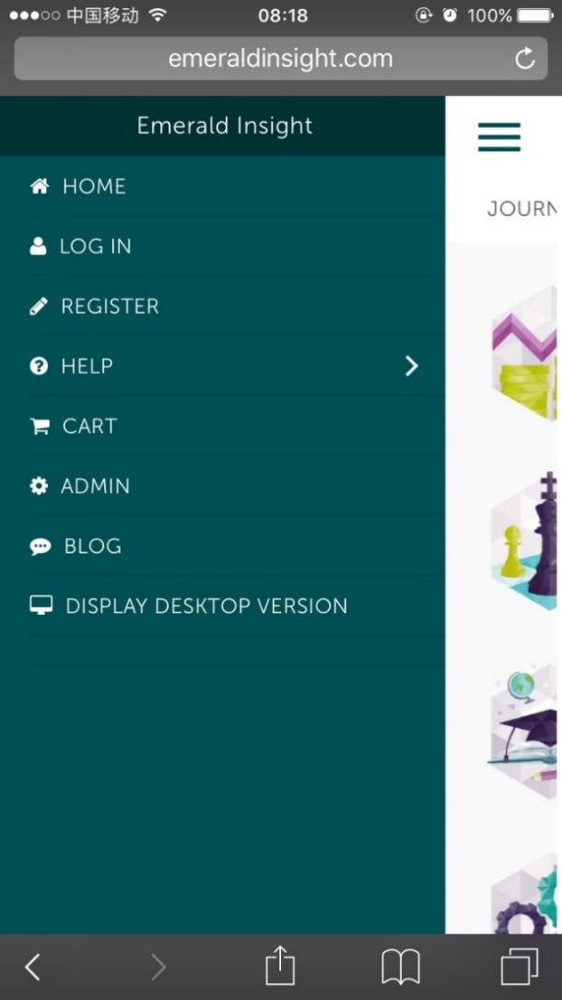 中国移动 08:18 100%
emeraldinsight.com
Emerald Insight
HOME
JOURN
LOG IN
REGISTER
HELP
CART
ADMIN
BLOG
DISPLAY DESKTOP VERSION